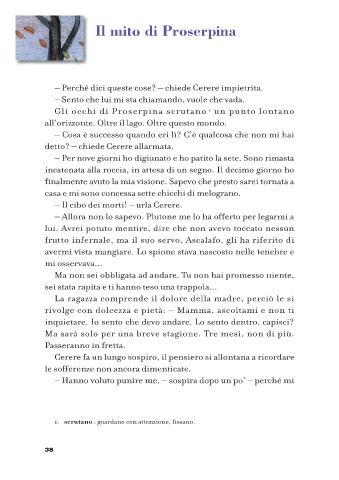 Il mito di Proserpina
— Perché dici queste cose? — chiede Cerere impietrita.
— Sento che lui mi sta chiamando, vuole che vada.
Gli occhi di Proserpina scrutano ¹ un punto lontano
all'orizzonte. Oltre il lago. Oltre questo mondo.
— Cosa è successo quando eri lì? C'è qualcosa che non mi hai
detto? — chiede Cerere allarmata.
— Per nove giorni ho digiunato e ho patito la sete. Sono rimasta
incatenata alla roccia, in attesa di un segno. Il decimo giorno ho
finalmente avuto la mia visione. Sapevo che presto sarei tornata a
casa e mi sono concessa sette chicchi di melograno.
— Il cibo dei morti! — urla Cerere.
— Allora non lo sapevo. Plutone me lo ha offerto per legarmi a
lui. Avrei potuto mentire, dire che non avevo toccato nessun
frutto infernale, ma il suo servo, Ascalafo, gli ha riferito di
avermi vista mangiare. Lo spione stava nascosto nelle tenebre e
mi osservava…
Ma non sei obbligata ad andare. Tu non hai promesso niente,
sei stata rapita e ti hanno teso una trappola…
La ragazza comprende il dolore della madre, perciò le si
rivolge con dolcezza e pietà: — Mamma, ascoltami e non ti
inquietare. Io sento che devo andare. Lo sento dentro, capisci?
Ma sarà solo per una breve stagione. Tre mesi, non di più.
Passeranno in fretta.
Cerere fa un lungo sospiro, il pensiero si allontana a ricordare
le sofferenze non ancora dimenticate.
— Hanno voluto punire me, — sospira dopo un po' — perché mi
1. scrutano : guardano con attenzione, fissano.
38